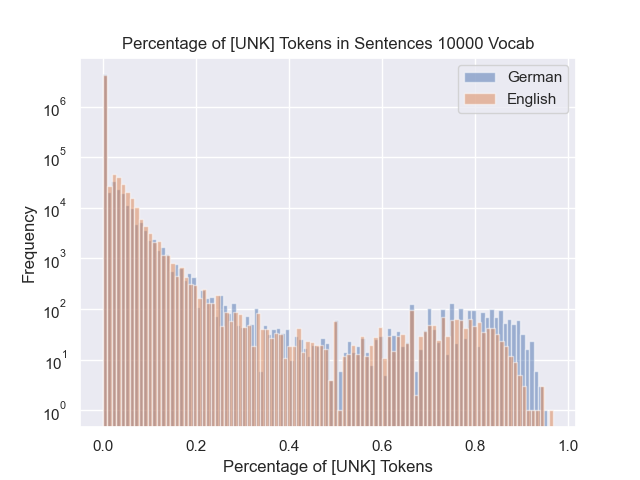 Percentage of [UNK] Tokens in Sentences 10000 Vocab
German
English
Frequency
10^6
10^5
10^4
10^3
10^2
10^1
10^0
0.0 0.2 0.4 0.6 0.8 1.0
Percentage of [UNK] Tokens